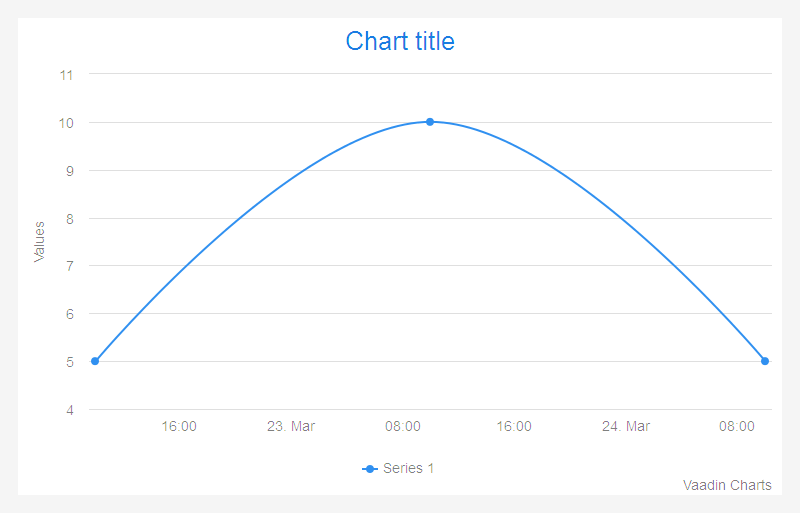 Chart title
11
10
9
8
7
6
5
4
Values
16:00 23. Mar 08:00 16:00 24. Mar 08:00
Series 1
Vaadin Charts